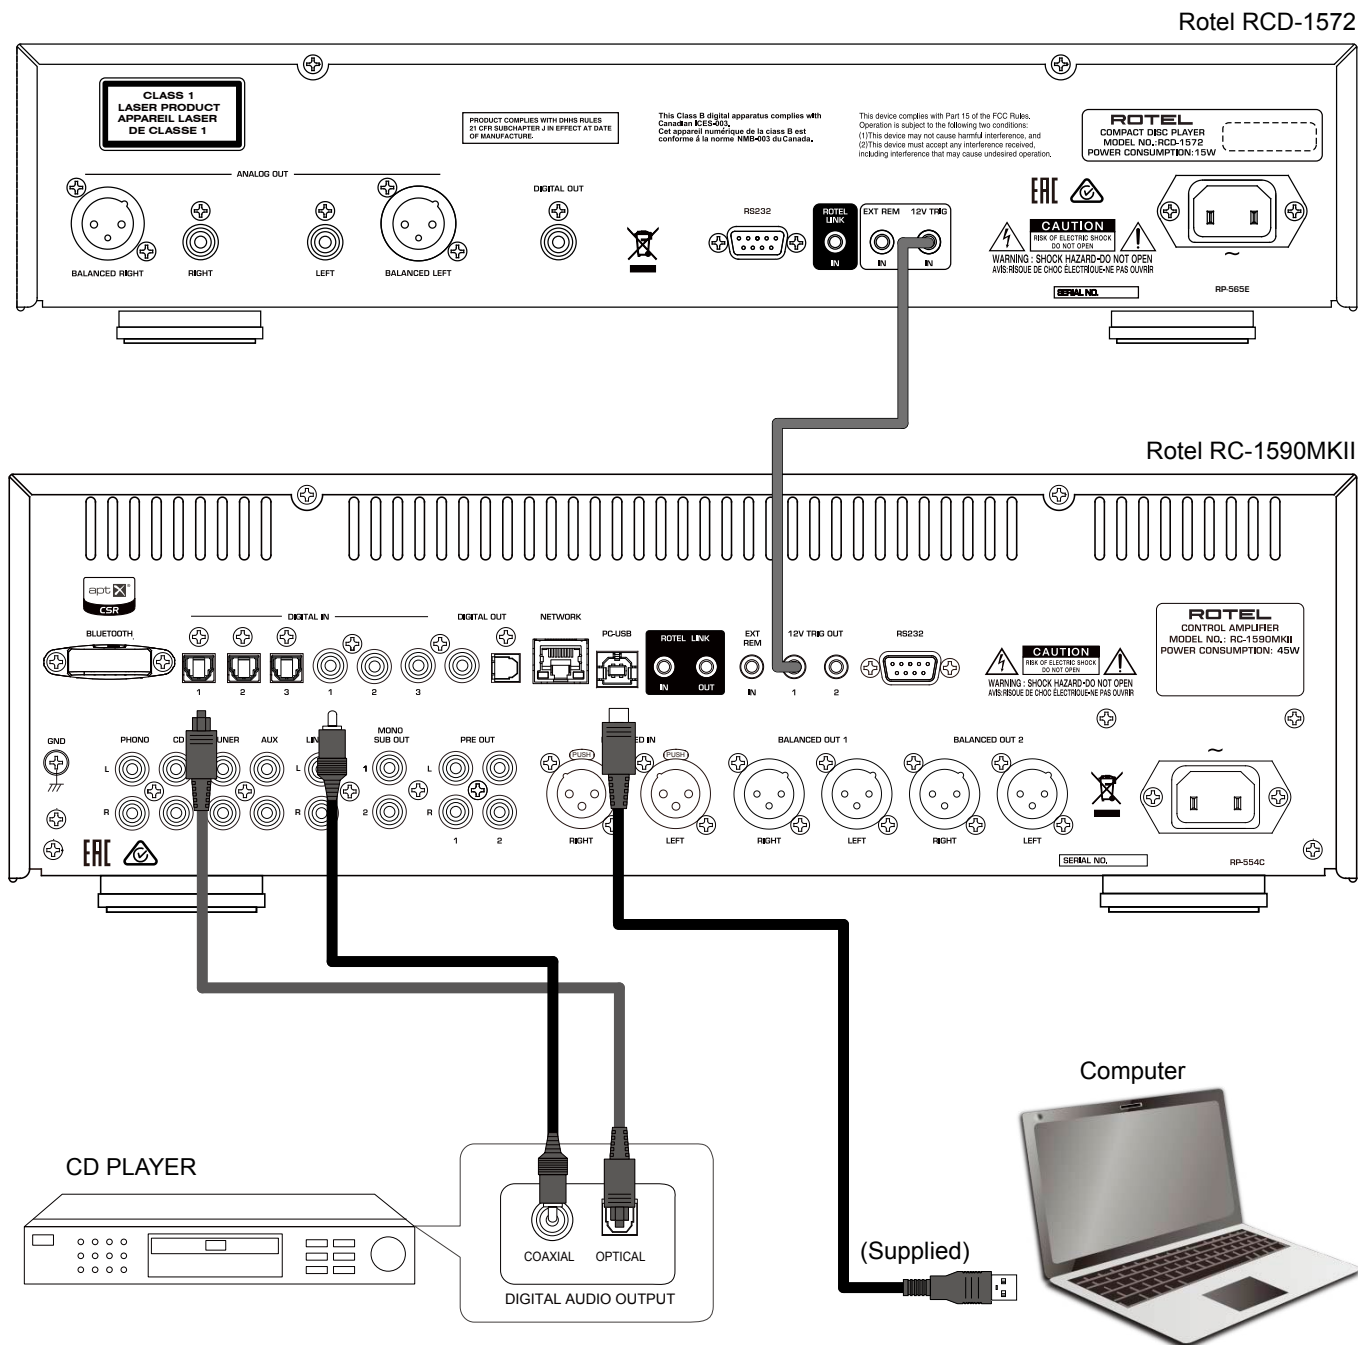 Rotel RCD-1572
CLASS 1
LASER PRODUCT
APPAREIL LASER
DE CLASSE 1
PRODUCT COMPLIES WITH DHHS RULES
21 CFR SUBCHAPTER J IN EFFECT AT DATE
OF MANUFACTURE.
This Class B digital apparatus complies with
Canadian ICES-003.
Cet appareil numérique de la class B est
conforme á la norme NMB-003 du Canada.
This device complies with Part 15 of the FCC Rules.
Operation is subject to the following two conditions:
(1)This device may not cause harmful interference, and
(2)This device must accept any interference received,
including interference that may cause undesired operation.
ROTEL
COMPACT DISC PLAYER
MODEL NO.:RCD-1572
POWER CONSUMPTION:15W
ANALOG OUT
DIGITAL OUT
RS232
ROTEL
LINK
EXT REM
12V TRIG
EAC
CAUTION
RISK OF ELECTRIC SHOCK
DO NOT OPEN
WARNING : SHOCK HAZARD-DO NOT OPEN
AVIS:RISQUE DE CHOC ÉLECTRIQUE-NE PAS OUVRIR
BALANCED RIGHT
RIGHT
LEFT
BALANCED LEFT
IN
IN
IN
~
SERIAL NO.
RP-565E
Rotel RC-1590MKII
aptX
CSR
BLUETOOTH
DIGITAL IN
DIGITAL OUT
NETWORK
PC-USB
ROTEL LINK
EXT
REM
12V TRIG OUT
RS232
1
2
3
1
2
3
IN
OUT
IN
1
2
CAUTION
RISK OF ELECTRIC SHOCK
DO NOT OPEN
WARNING : SHOCK HAZARD-DO NOT OPEN
AVIS:RISQUE DE CHOC ÉLECTRIQUE-NE PAS OUVRIR
ROTEL
CONTROL AMPLIFIER
MODEL NO.: RC-1590MKII
POWER CONSUMPTION: 45W
GND
PHONO
CD
UNER
AUX
LIN
MONO
SUB OUT
PRE OUT
ED IN
BALANCED OUT 1
BALANCED OUT 2
PUSH
PUSH
L
L
1
L
R
R
2
R
1
2
RIGHT
LEFT
RIGHT
LEFT
RIGHT
LEFT
~
EAC
SERIAL NO.
RP-554C
CD PLAYER
COAXIAL
OPTICAL
DIGITAL AUDIO OUTPUT
(Supplied)
Computer